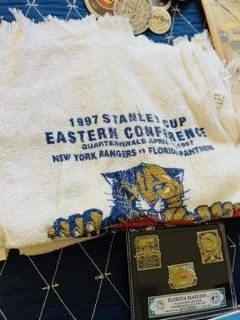 1997 STANLEY CUP
EASTERN CONFERENCE
QUARTERFINALS APRIL 1997
NEW YORK RANGERS vs FLORIDA PANTHERS
FLORIDA MARLINS